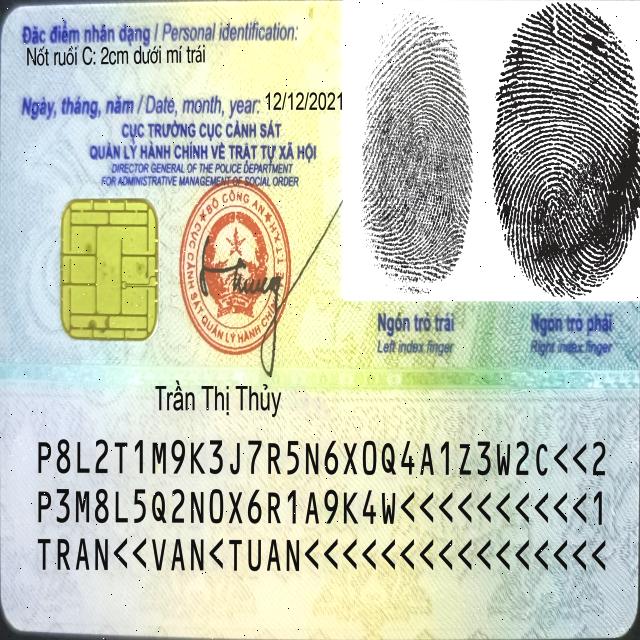 Đặc điểm nhân dạng / Personal identification:
Nốt ruồi C: 2cm dưới mí trái
Ngày, tháng, năm / Date, month, year: 12/12/2021
CỤC TRƯỞNG CỤC CẢNH SÁT
QUẢN LÝ HÀNH CHÍNH VỀ TRẬT TỰ XÃ HỘI
DIRECTOR GENERAL OF THE POLICE DEPARTMENT
FOR ADMINISTRATIVE MANAGEMENT OF SOCIAL ORDER
BỘ CÔNG AN
CỤC CẢNH SÁT QUẢN LÝ HÀNH CHÍNH
Ngón trỏ trái
Left index finger
Ngón trỏ phải
Right index finger
Trần Thị Thủy
P8L2T1M9K3J7R5N6X0Q4A1Z3W2C<<2
P3M8L5Q2N0X6R1A9K4W<<<<<<<<<<1
TRAN<<VAN<TUAN<<<<<<<<<<<<<<<<